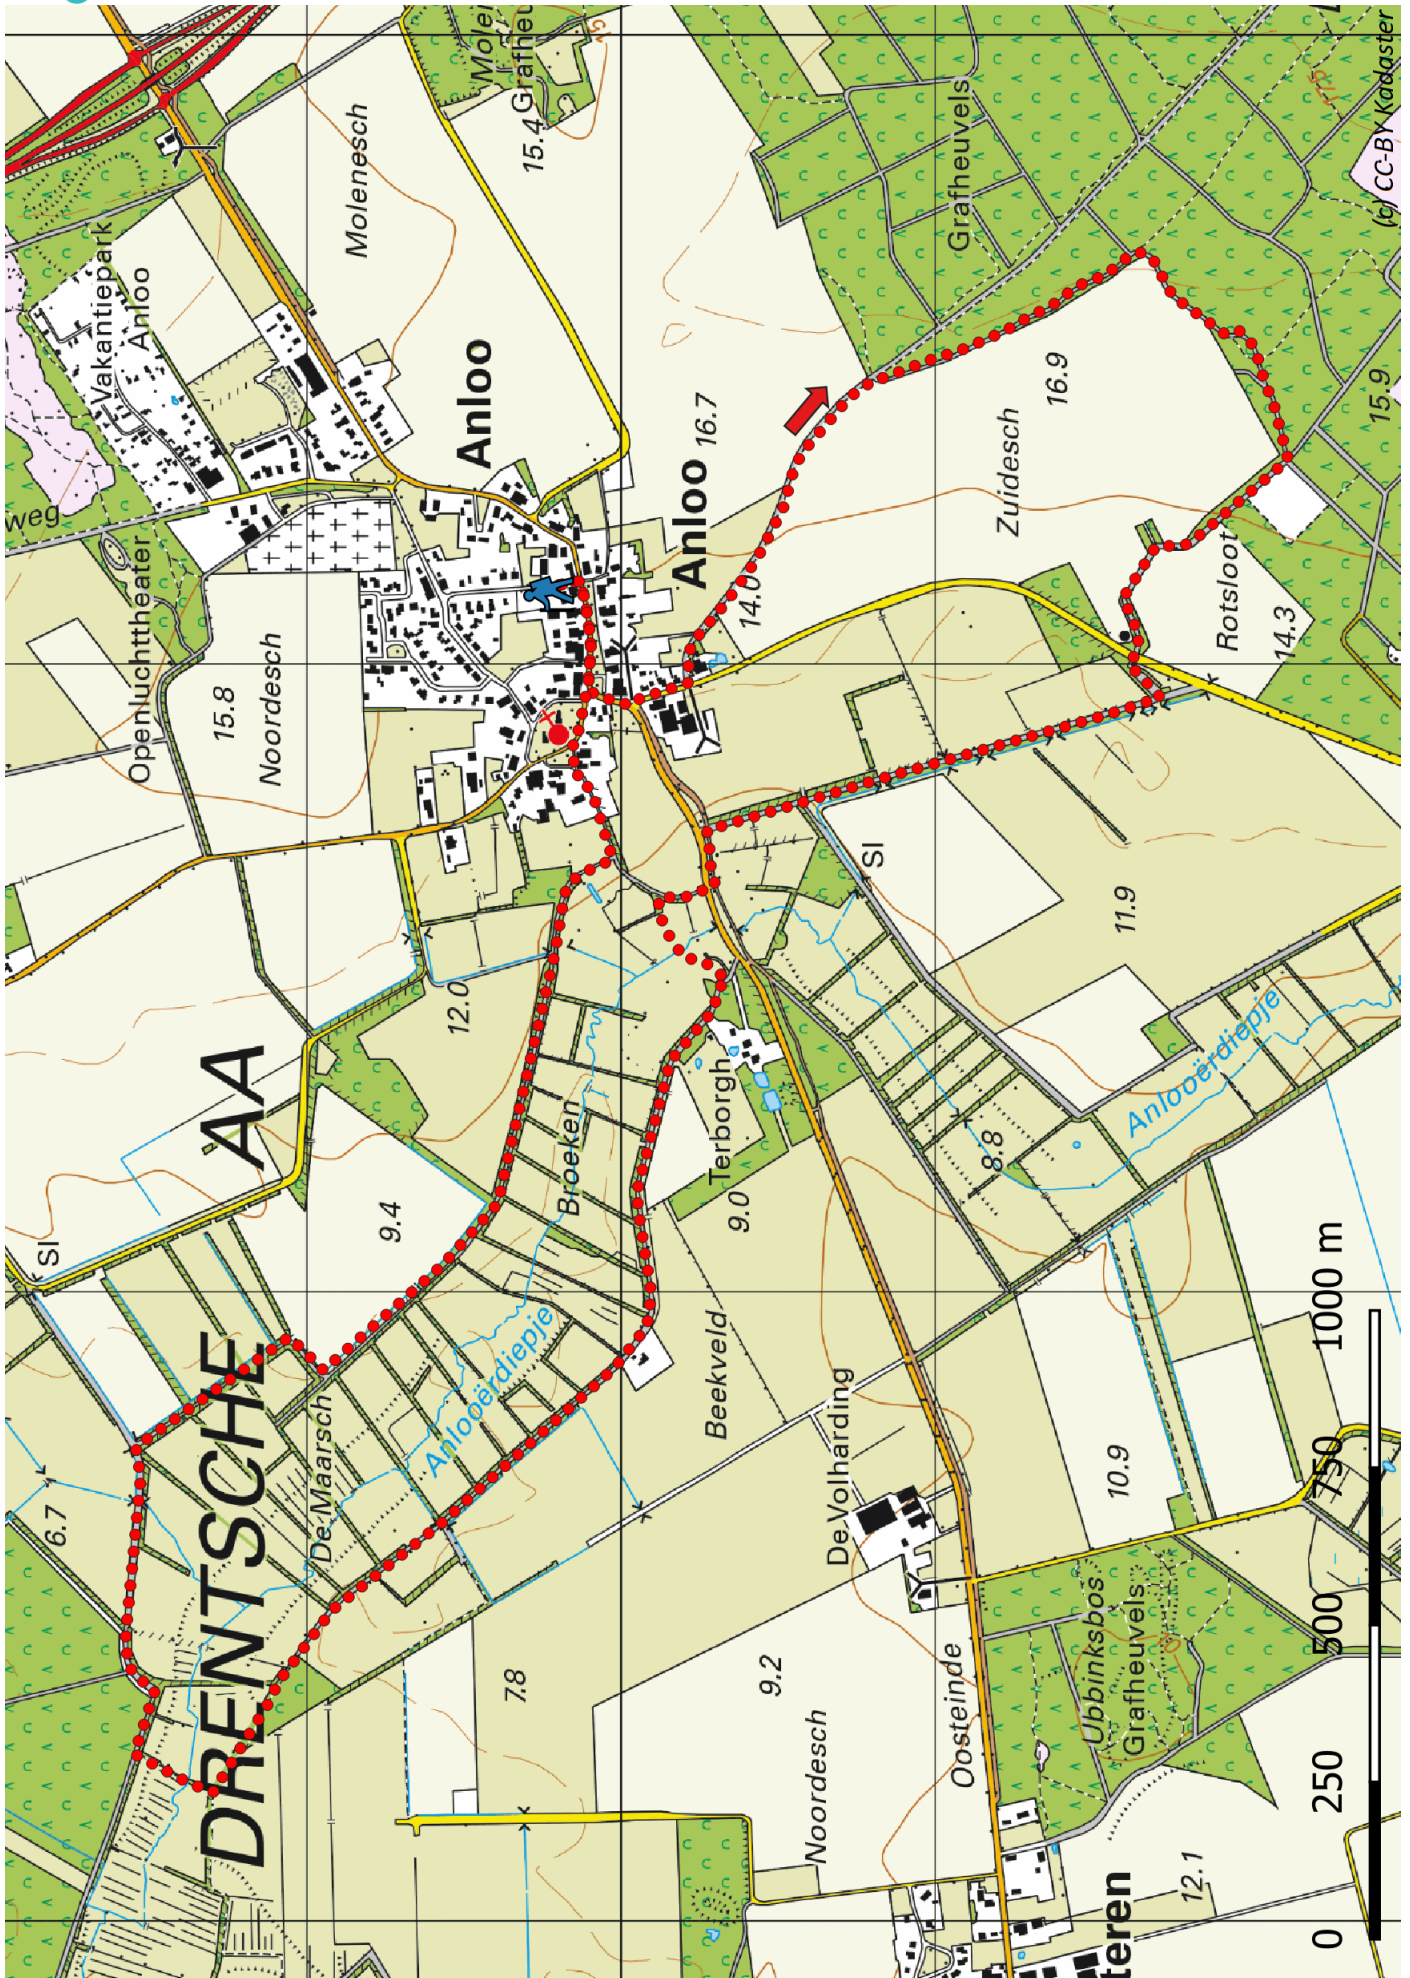 Molenesch
15.4
Vakantiepark
Anloo
Grafheuvels
weg
Anloo
16.7
16.9
15.9
Openluchttheater
Anloo
Zuidesch
14.0
Rotsloot
14.3
15.8
Noordesch
Sl
11.9
12.0
AA
Broeken
Terborgh
9.0
8.8
Anlooërdiepje
9.4
Sl
DRENTSCHE
De Maarsch
Anlooërdiepje
Beekveld
De Volharding
10.9
6.7
7.8
9.2
Noordesch
Oosteinde
Ubbinksbos
Grafheuvels
12.1
teren
0 250 500 750 1000 m
(c) CC-BY Kadaster